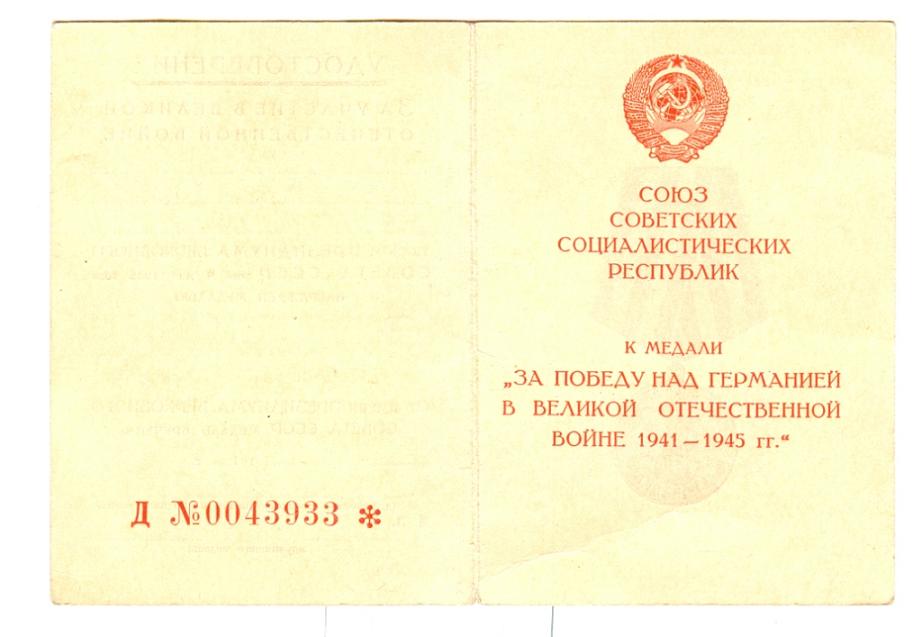 Д №0043933 *
СОЮЗ
СОВЕТСКИХ
СОЦИАЛИСТИЧЕСКИХ
РЕСПУБЛИК
К МЕДАЛИ
„ЗА ПОБЕДУ НАД ГЕРМАНИЕЙ
В ВЕЛИКОЙ ОТЕЧЕСТВЕННОЙ
ВОЙНЕ 1941—1945 гг.“